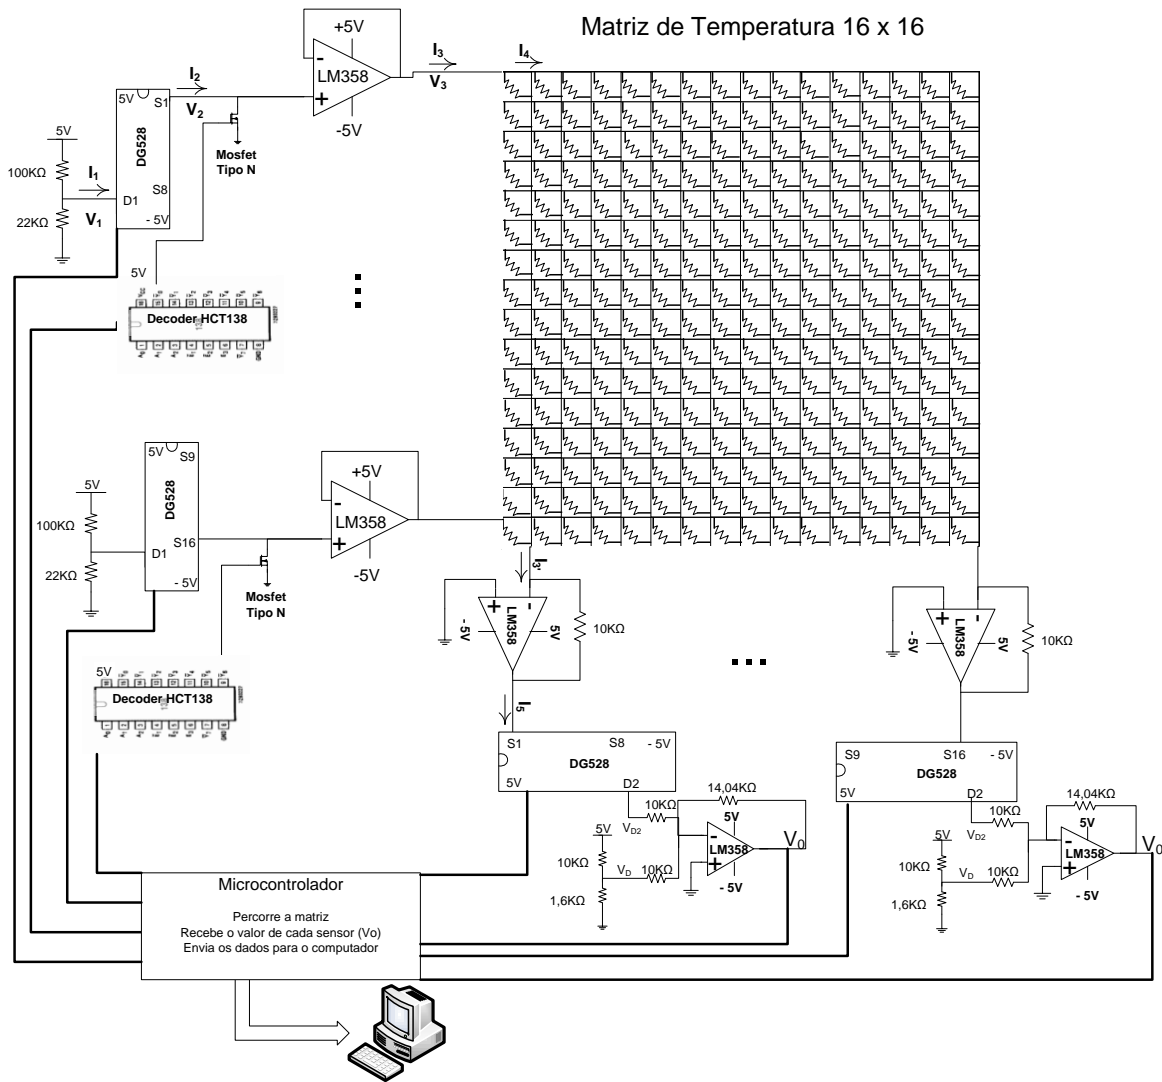 Matriz de Temperatura 16 x 16
+5V
-
LM358
+
-5V
I3
V3
I4
I2
V2
5V
S1
DG528
S8
D1
- 5V
5V
100KΩ
I1
V1
22KΩ
Mosfet
Tipo N
5V
Decoder HCT138
5V
S9
DG528
D1
S16
- 5V
5V
100KΩ
22KΩ
+5V
-
LM358
+
-5V
Mosfet
Tipo N
5V
Decoder HCT138
I3'
+
-
LM358
- 5V
5V
10KΩ
I5
+
-
LM358
- 5V
5V
10KΩ
S1
S8
- 5V
DG528
5V
D2
S9
S16
- 5V
DG528
5V
D2
14,04KΩ
10KΩ
VD2
5V
-
LM358
+
- 5V
V0
5V
10KΩ
VD
10KΩ
1,6KΩ
14,04KΩ
10KΩ
VD2
5V
-
LM358
+
- 5V
V0
5V
10KΩ
VD
10KΩ
1,6KΩ
Microcontrolador
Percorre a matriz
Recebe o valor de cada sensor (Vo)
Envia os dados para o computador